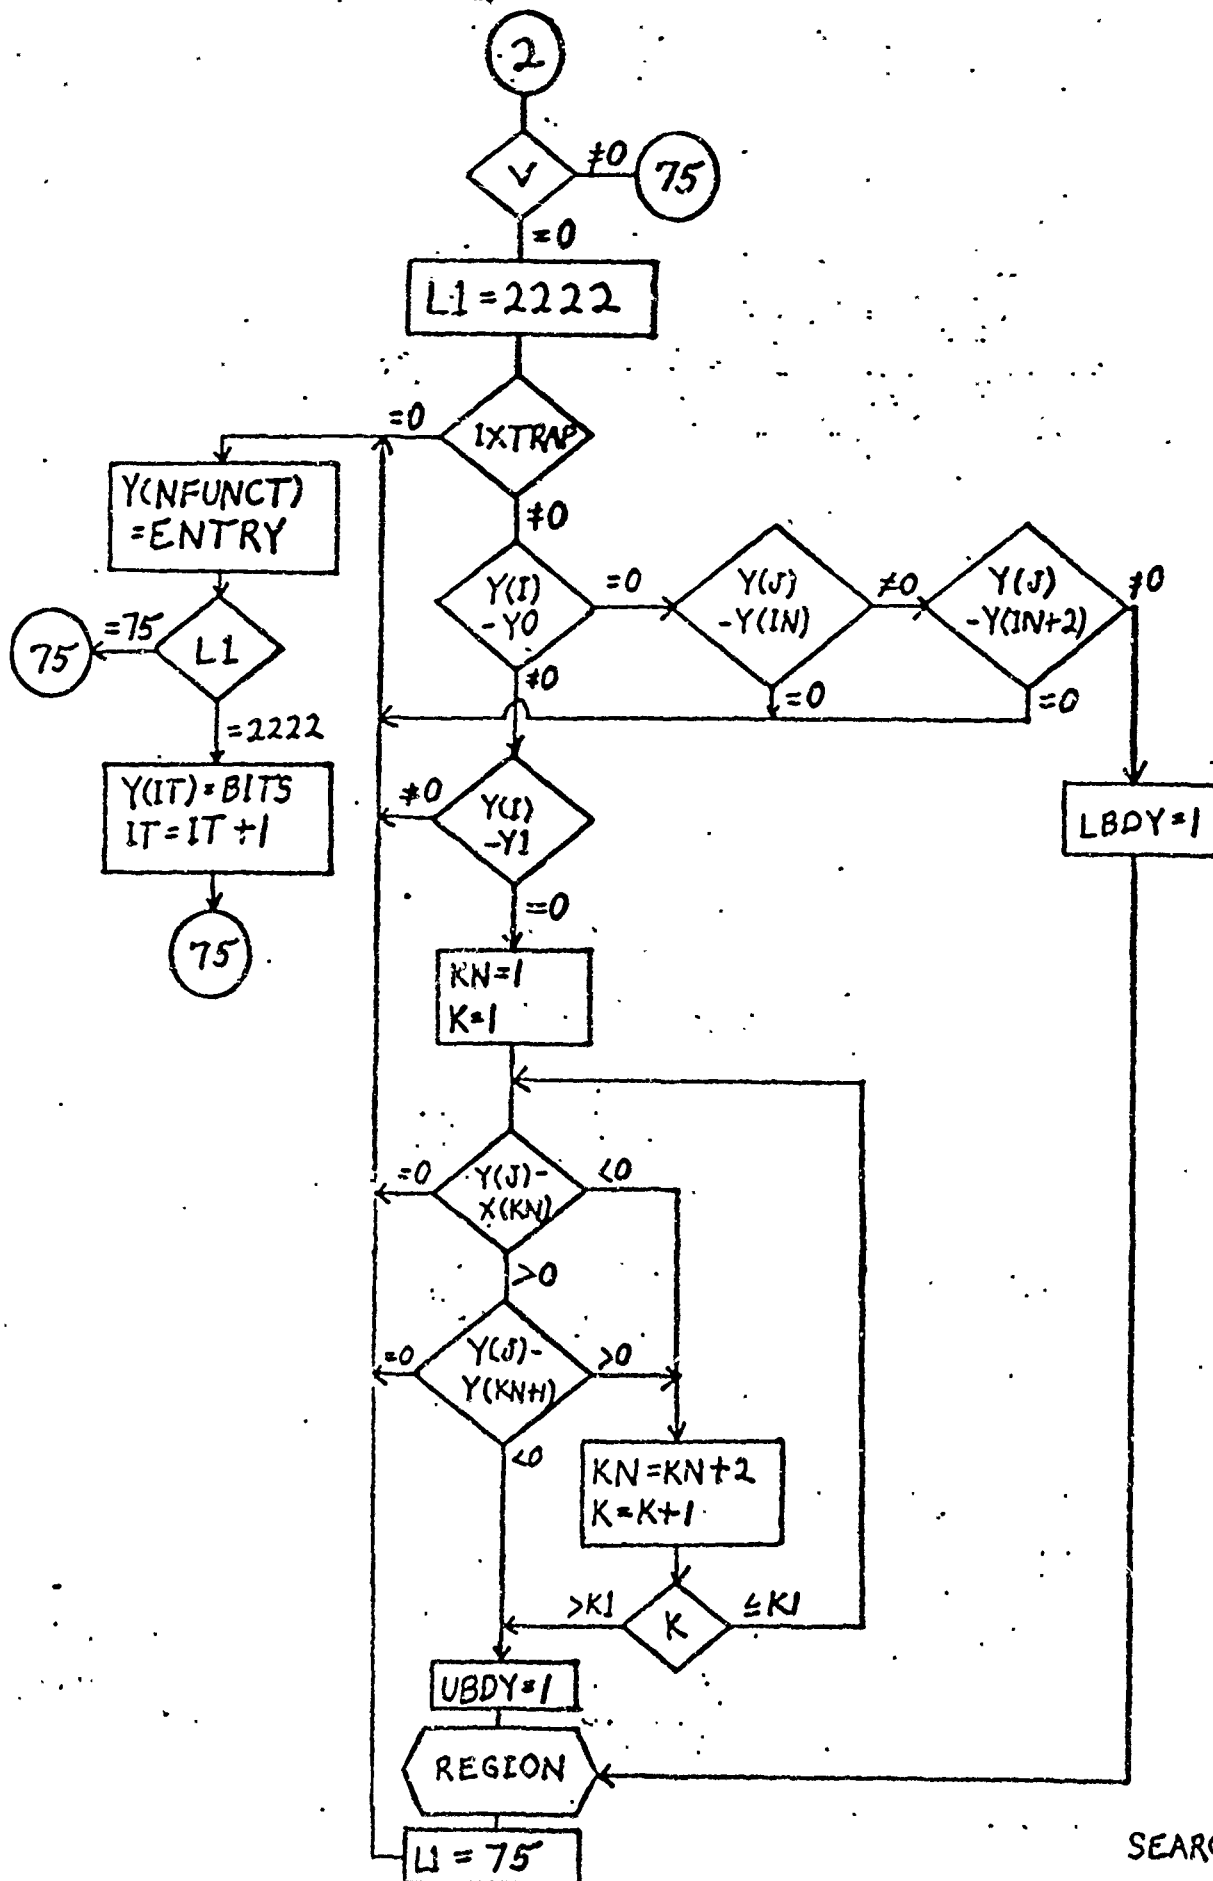 2
V
≠0
75
=0
L1=2222
=0
IXTRAP
≠0
Y(NFUNCT)
=ENTRY
Y(I)
-Y0
=0
Y(J)
-Y(IN)
≠0
Y(J)
-Y(IN+2)
≠0
75
=75
L1
≠0
=0
=0
=2222
Y(IT)=BITS
IT=IT+1
≠0
Y(I)
-Y1
LBDY=1
=0
75
KN=1
K=1
=0
Y(J)-
X(KN)
<0
>0
=0
Y(J)-
Y(KN+1)
>0
<0
KN=KN+2
K=K+1
>K1
K
≤K1
UBDY=1
REGION
L1=75